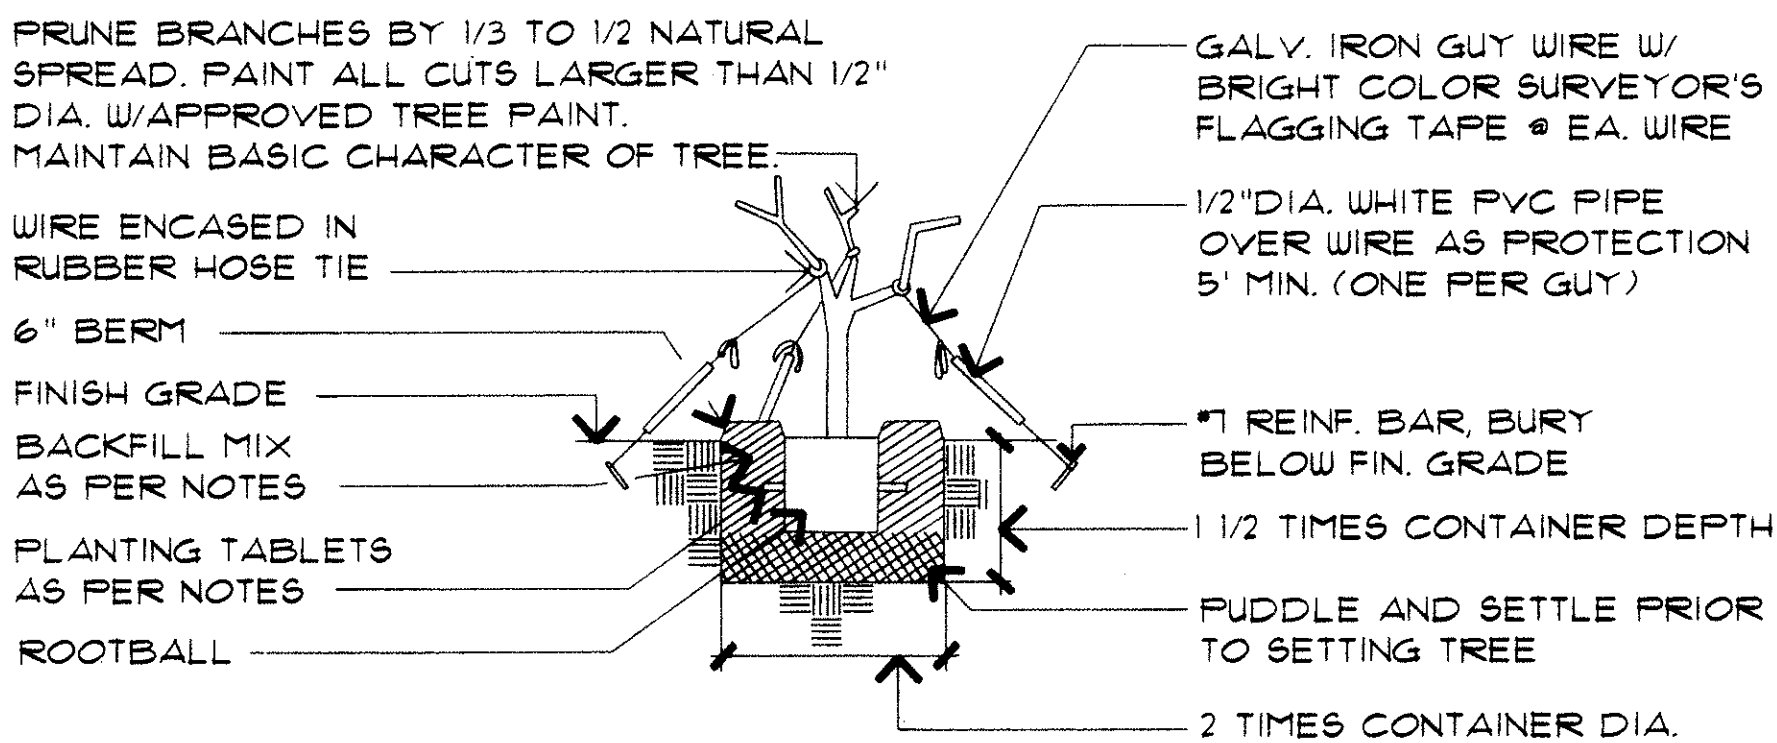 PRUNE BRANCHES BY 1/3 TO 1/2 NATURAL
SPREAD. PAINT ALL CUTS LARGER THAN 1/2"
DIA. W/APPROVED TREE PAINT.
MAINTAIN BASIC CHARACTER OF TREE.
WIRE ENCASED IN
RUBBER HOSE TIE
6" BERM
FINISH GRADE
BACKFILL MIX
AS PER NOTES
PLANTING TABLETS
AS PER NOTES
ROOTBALL
GALV. IRON GUY WIRE W/
BRIGHT COLOR SURVEYOR'S
FLAGGING TAPE @ EA. WIRE
1/2"DIA. WHITE PVC PIPE
OVER WIRE AS PROTECTION
5' MIN. (ONE PER GUY)
#7 REINF. BAR, BURY
BELOW FIN. GRADE
1 1/2 TIMES CONTAINER DEPTH
PUDDLE AND SETTLE PRIOR
TO SETTING TREE
2 TIMES CONTAINER DIA.